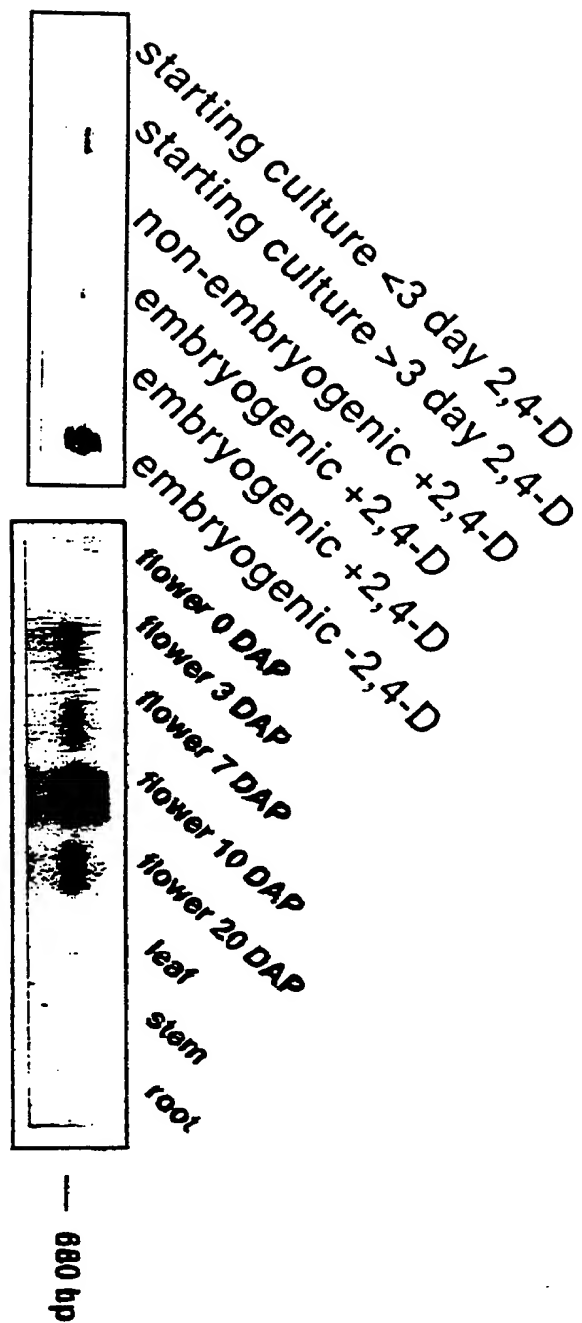 starting culture <3 day 2,4-D
starting culture >3 day 2,4-D
non-embryogenic +2,4-D
embryogenic +2,4-D
embryogenic +2,4-D
embryogenic -2,4-D
flower 0 DAP
flower 3 DAP
flower 7 DAP
flower 10 DAP
flower 20 DAP
leaf
stem
root
680 bp